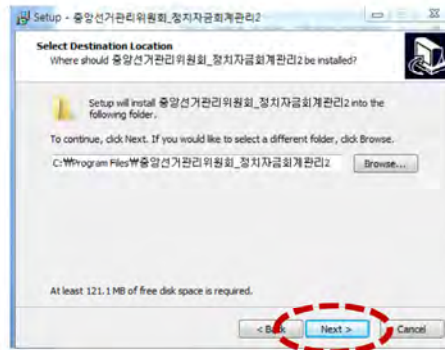 Setup - 중앙선거관리위원회_정치자금회계관리2
Select Destination Location
Where should 중앙선거관리위원회_정치자금회계관리2 be installed?
Setup will install 중앙선거관리위원회_정치자금회계관리2 into the
following folder.
To continue, click Next. If you would like to select a different folder, click Browse.
C:₩Program Files₩중앙선거관리위원회_정치자금회계관리2
Browse...
At least 121.1 MB of free disk space is required.
< Back
Next >
Cancel